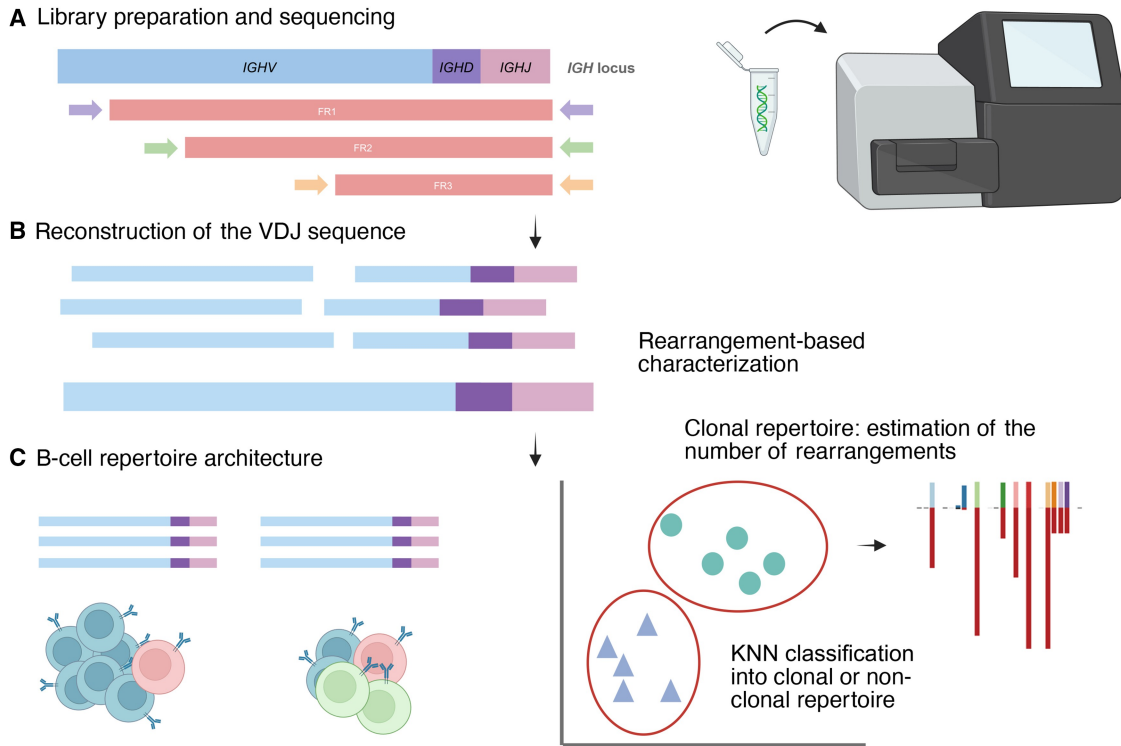 A Library preparation and sequencing
IGHV IGHD IGHJ IGH locus
FR1
FR2
FR3
B Reconstruction of the VDJ sequence
Rearrangement-based
characterization
Clonal repertoire: estimation of the
number of rearrangements
C B-cell repertoire architecture
KNN classification
into clonal or non-
clonal repertoire